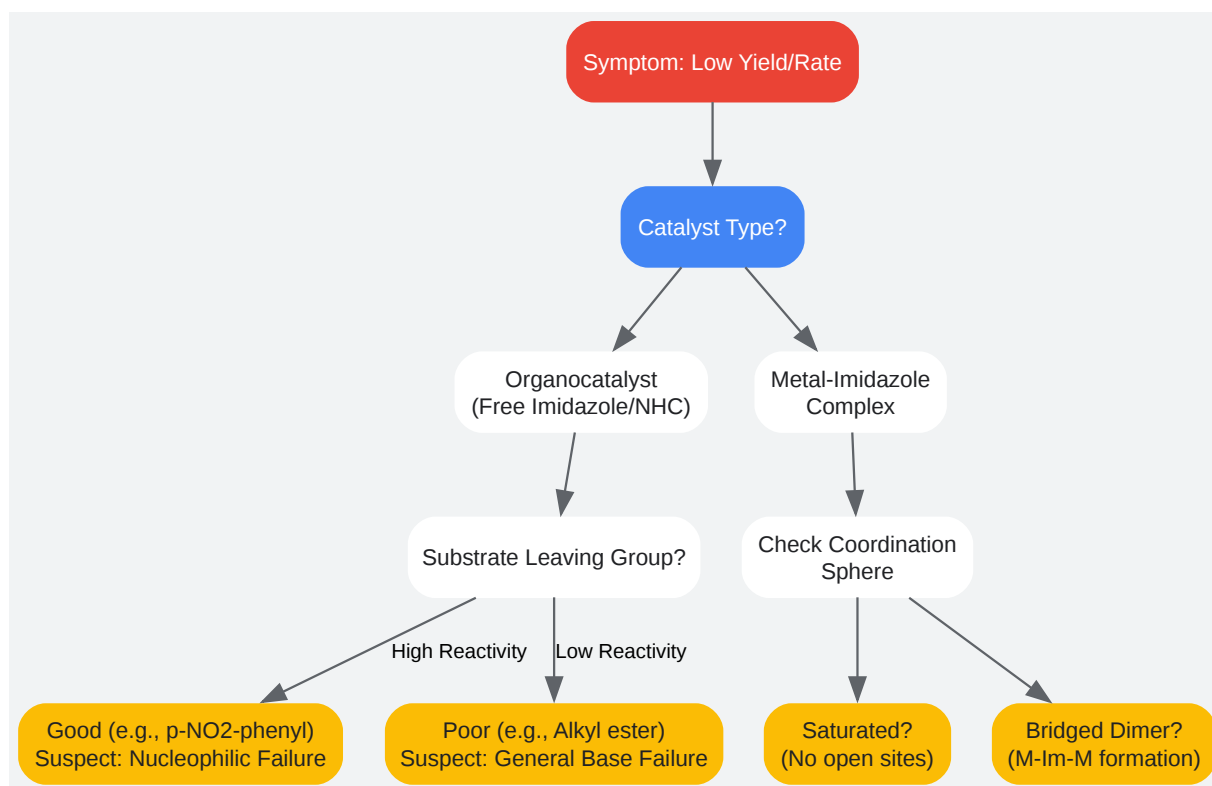 Symptom: Low Yield/Rate
Catalyst Type?
Organocatalyst
(Free Imidazole/NHC)
Metal-Imidazole
Complex
Substrate Leaving Group?
Check Coordination
Sphere
High Reactivity
Low Reactivity
Good (e.g., p-NO2-phenyl)
Suspect: Nucleophilic Failure
Poor (e.g., Alkyl ester)
Suspect: General Base Failure
Saturated?
(No open sites)
Bridged Dimer?
(M-Im-M formation)